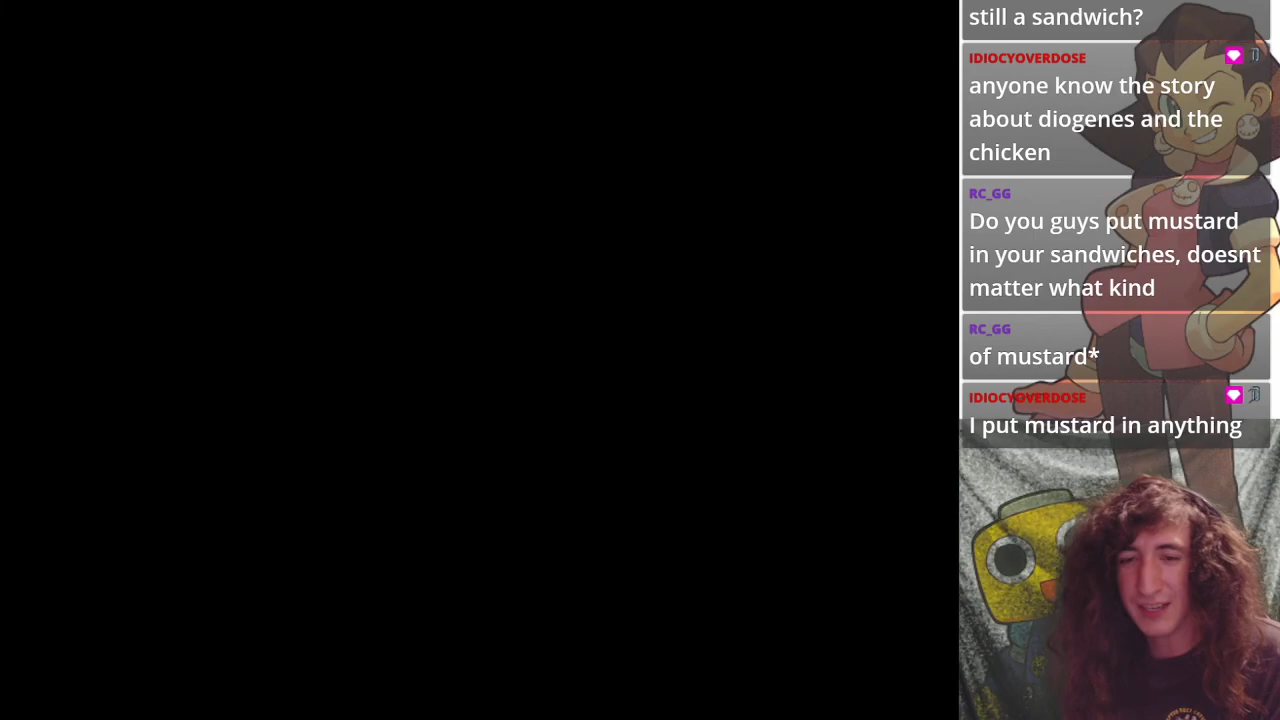 still a sandwich?
IDIOCYOVERDOSE
anyone know the story
about diogenes and the
chicken
RC_GG
Do you guys put mustard
in your sandwiches, doesnt
matter what kind
RC_GG
of mustard*
IDIOCYOVERDOSE
I put mustard in anything